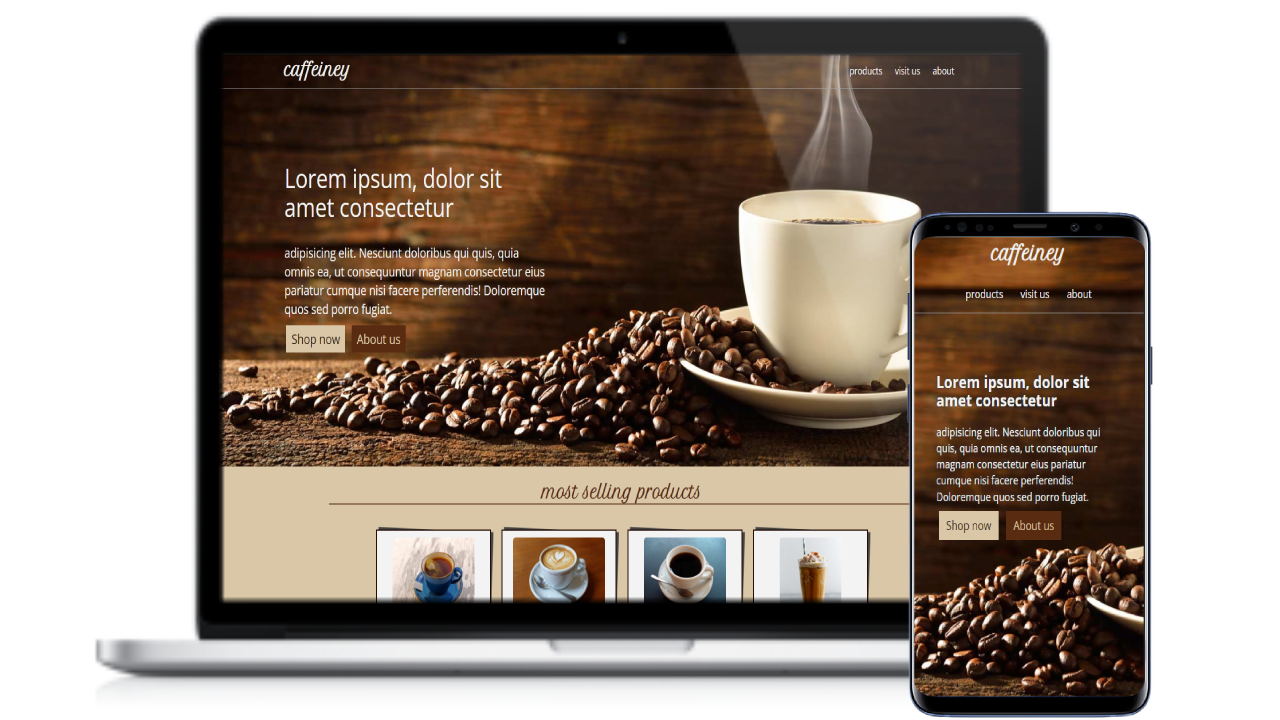 caffeiney
products visit us about
Lorem ipsum, dolor sit
amet consectetur
adipisicing elit. Nesciunt doloribus qui quis, quia
omnis ea, ut consequuntur magnam consectetur eius
pariatur cumque nisi facere perferendis! Doloremque
quos sed porro fugiat.
Shop now About us
most selling products
caffeiney
products visit us about
Lorem ipsum, dolor sit
amet consectetur
adipisicing elit. Nesciunt doloribus qui
quis, quia omnis ea, ut consequuntur
magnam consectetur eius pariatur
cumque nisi facere perferendis!
Doloremque quos sed porro fugiat.
Shop now About us